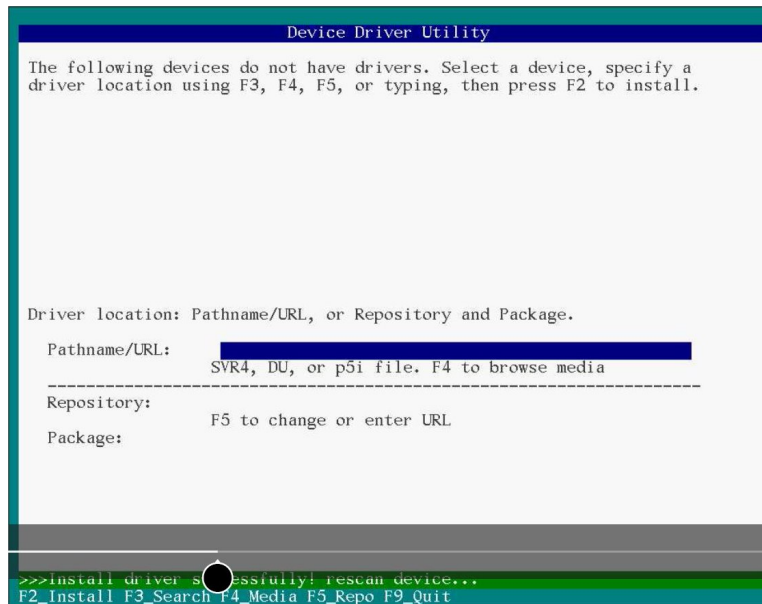 Device Driver Utility
The following devices do not have drivers. Select a device, specify a
driver location using F3, F4, F5, or typing, then press F2 to install.
Driver location: Pathname/URL, or Repository and Package.
Pathname/URL:
SVR4, DU, or p5i file. F4 to browse media
Repository:
F5 to change or enter URL
Package:
>>>Install driver successfully! rescan device...
F2_Install F3_Search F4_Media F5_Repo F9_Quit